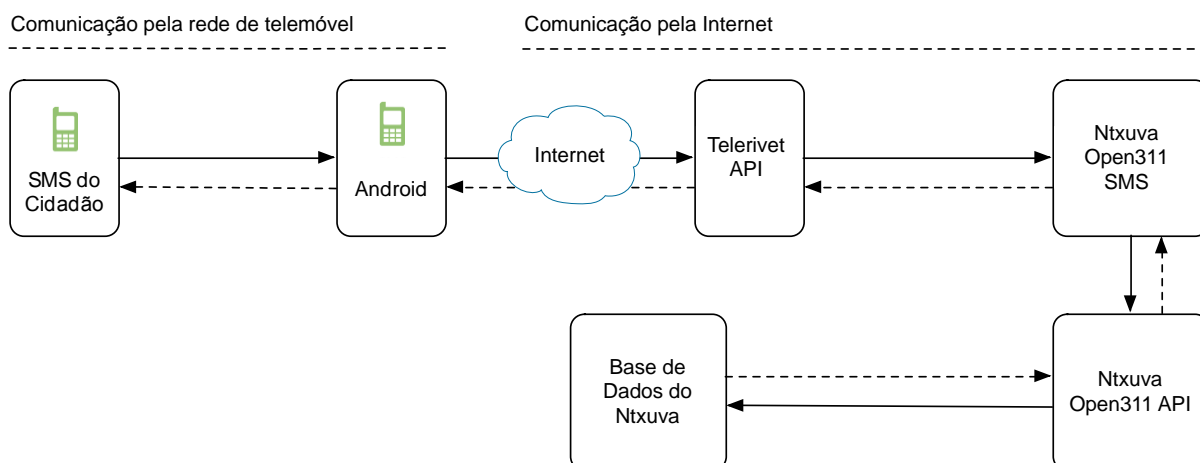 Comunicação pela rede de telemóvel
Comunicação pela Internet
SMS do
Cidadão
Android
Internet
Telerivet
API
Ntxuva
Open311
SMS
Base de
Dados do
Ntxuva
Ntxuva
Open311 API